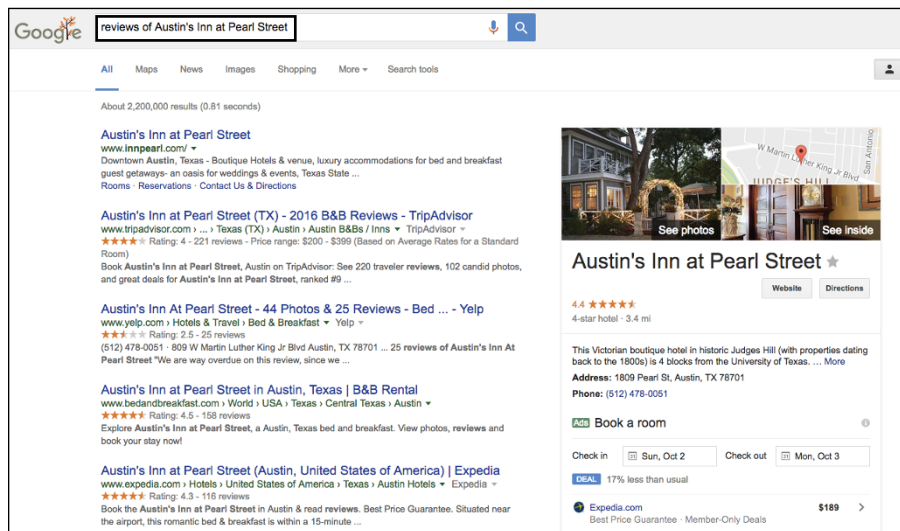 Google
reviews of Austin's Inn at Pearl Street
All Maps News Images Shopping More Search tools
About 2,200,000 results (0.81 seconds)
Austin's Inn at Pearl Street
www.innpearl.com/
Downtown Austin, Texas - Boutique Hotels & venue, luxury accommodations for bed and breakfast
guest getaways- an oasis for weddings & events, Texas State ...
Rooms · Reservations · Contact Us & Directions
Austin's Inn at Pearl Street (TX) - 2016 B&B Reviews - TripAdvisor
www.tripadvisor.com › ... › Texas (TX) › Austin › Austin B&Bs / Inns TripAdvisor
Rating: 4 - 221 reviews - Price range: $200 - $399 (Based on Average Rates for a Standard
Room)
Book Austin's Inn at Pearl Street, Austin on TripAdvisor: See 220 traveler reviews, 102 candid photos,
and great deals for Austin's Inn at Pearl Street, ranked #9 ...
Austin's Inn At Pearl Street - 44 Photos & 25 Reviews - Bed ... - Yelp
www.yelp.com › Hotels & Travel › Bed & Breakfast Yelp
Rating: 2.5 - 25 reviews
(512) 478-0051 · 809 W Martin Luther King Jr Blvd Austin, TX 78701 ... 25 reviews of Austin's Inn At
Pearl Street "We are way overdue on this review, since we ...
Austin's Inn at Pearl Street in Austin, Texas | B&B Rental
www.bedandbreakfast.com › World › USA › Texas › Central Texas › Austin
Rating: 4.5 - 158 reviews
Explore Austin's Inn at Pearl Street, a Austin, Texas bed and breakfast. View photos, reviews and
book your stay now!
Austin's Inn at Pearl Street (Austin, United States of America) | Expedia
www.expedia.com › Hotels › United States of America › Texas › Austin Hotels Expedia
Rating: 4.3 - 116 reviews
Book the Austin's Inn at Pearl Street in Austin & read reviews. Best Price Guarantee. Situated near
the airport, this romantic bed & breakfast is within a 15-minute ...
W Martin Luther King Jr Blvd
San Antonio
JUDGE'S HILL
See photos
See inside
Austin's Inn at Pearl Street
Website Directions
4.4
4-star hotel · 3.4 mi
This Victorian boutique hotel in historic Judges Hill (with properties dating
back to the 1800s) is 4 blocks from the University of Texas. ... More
Address: 1809 Pearl St, Austin, TX 78701
Phone: (512) 478-0051
Ads Book a room
Check in Sun, Oct 2 Check out Mon, Oct 3
DEAL 17% less than usual
Expedia.com $189
Best Price Guarantee · Member-Only Deals